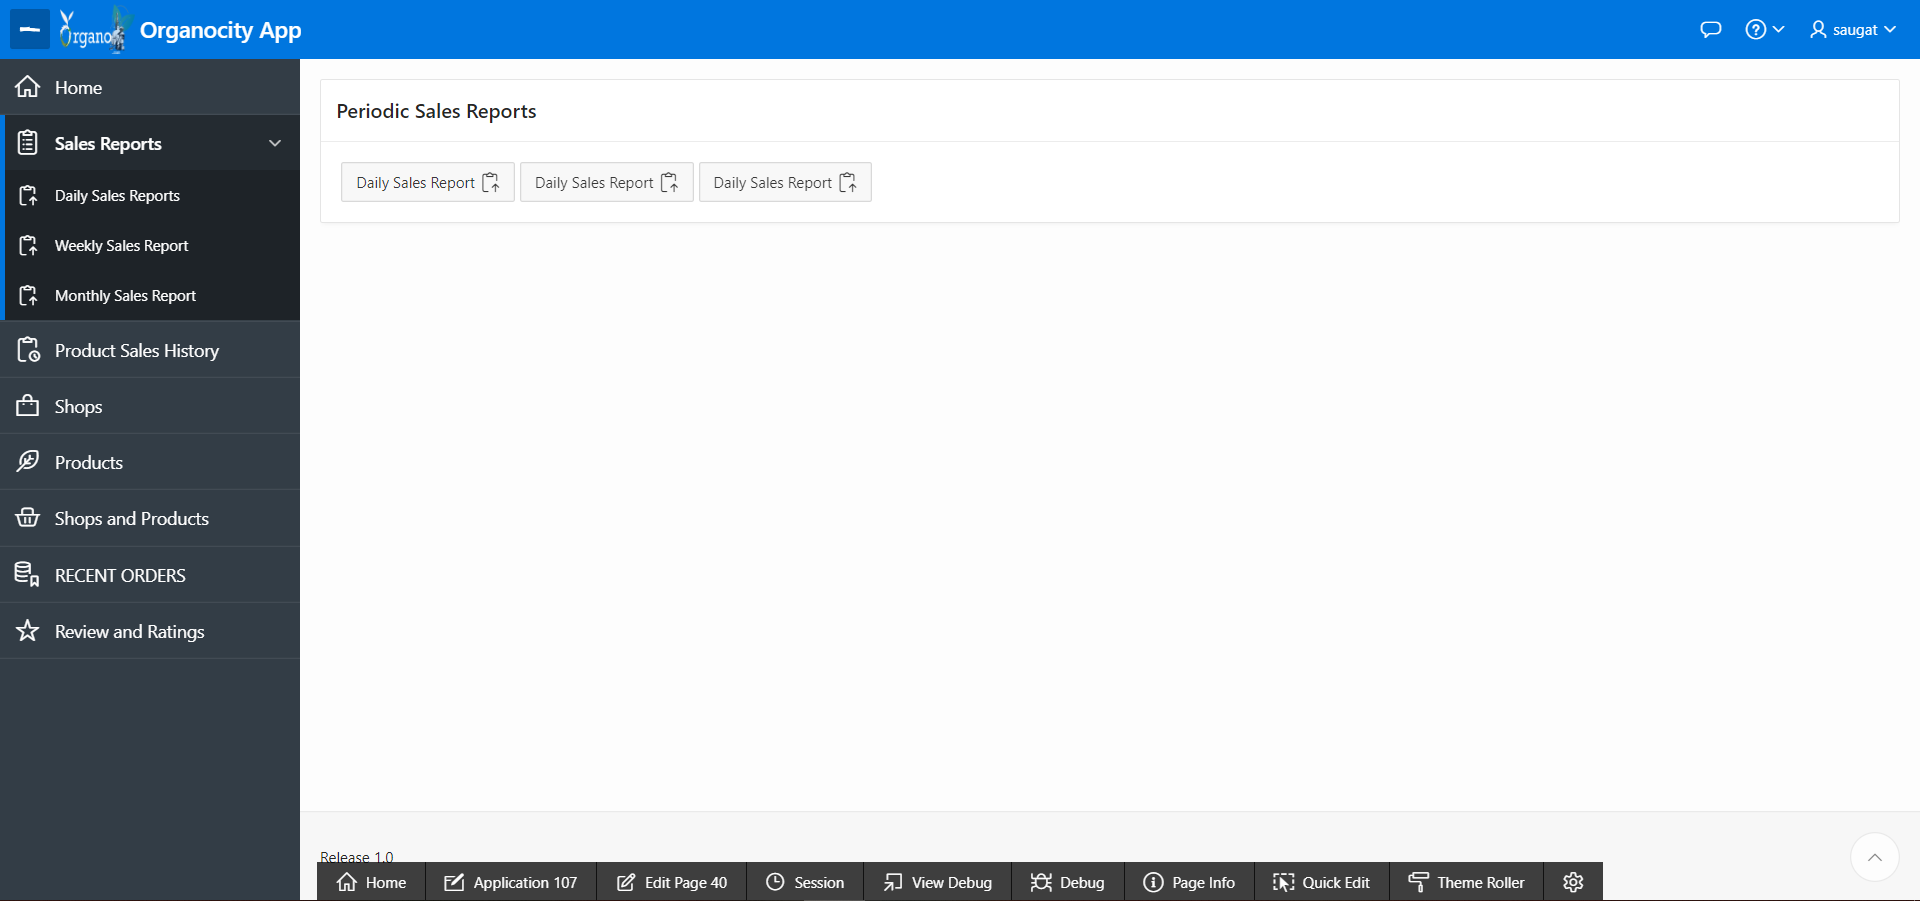 Organo
Organocity App
saugat
Home
Sales Reports
Daily Sales Reports
Weekly Sales Report
Monthly Sales Report
Product Sales History
Shops
Products
Shops and Products
RECENT ORDERS
Review and Ratings
Periodic Sales Reports
Daily Sales Report
Daily Sales Report
Daily Sales Report
Release 1.0
Home
Application 107
Edit Page 40
Session
View Debug
Debug
Page Info
Quick Edit
Theme Roller